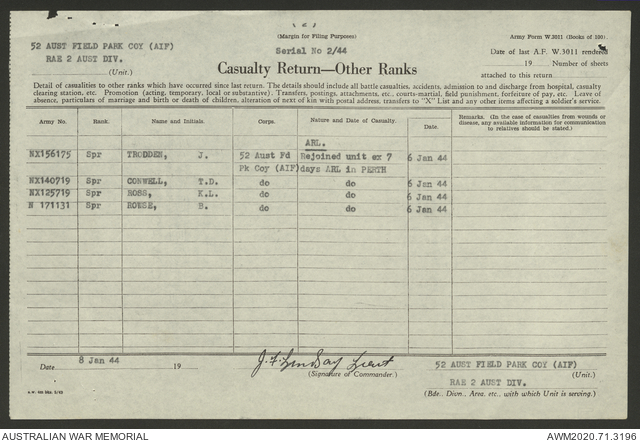 (Margin for Filing Purposes)
Army Form W.3011 (Books of 100).
52 AUST FIELD PARK COY (AIF)
RAE 2 AUST DIV.
(Unit.)
Serial No 2/44
Casualty Return—Other Ranks
Date of last A.F. W.3011 rendered
19 Number of sheets
attached to this return
Detail of casualties to other ranks which have occurred since last return. The details should include all battle casualties, accidents, admission to and discharge from hospital, casualty
clearing station, etc. Promotion (acting, temporary, local or substantive). Transfers, postings, attachments, etc., courts-martial, field punishment, forfeiture of pay, etc. Leave of
absence, particulars of marriage and birth or death of children, alteration of next of kin with postal address, transfers to "X" List and any other items affecting a soldier's service.
Army No. Rank. Name and Initials. Corps. Nature and Date of Casualty. Date. Remarks. (In the case of casualties from wounds or
disease, any available information for communication
to relatives should be stated.)
ARL.
NX156175 Spr TRODDEN, J. 52 Aust Fd Rejoined unit ex 7 6 Jan 44
Pk Coy (AIF) days ARL in PERTH
NX140719 Spr CONWELL, T.D. do do 6 Jan 44
NX125719 Spr ROSS, K.L. do do 6 Jan 44
N 171131 Spr ROWSE, B. do do 6 Jan 44
Date 8 Jan 44 19
J.F. Lindsay Lieut
(Signature of Commander.)
52 AUST FIELD PARK COY (AIF)
(Unit.)
RAE 2 AUST DIV.
(Bde., Divn., Area, etc., with which Unit is serving.)
AUSTRALIAN WAR MEMORIAL
AWM2020.71.3196